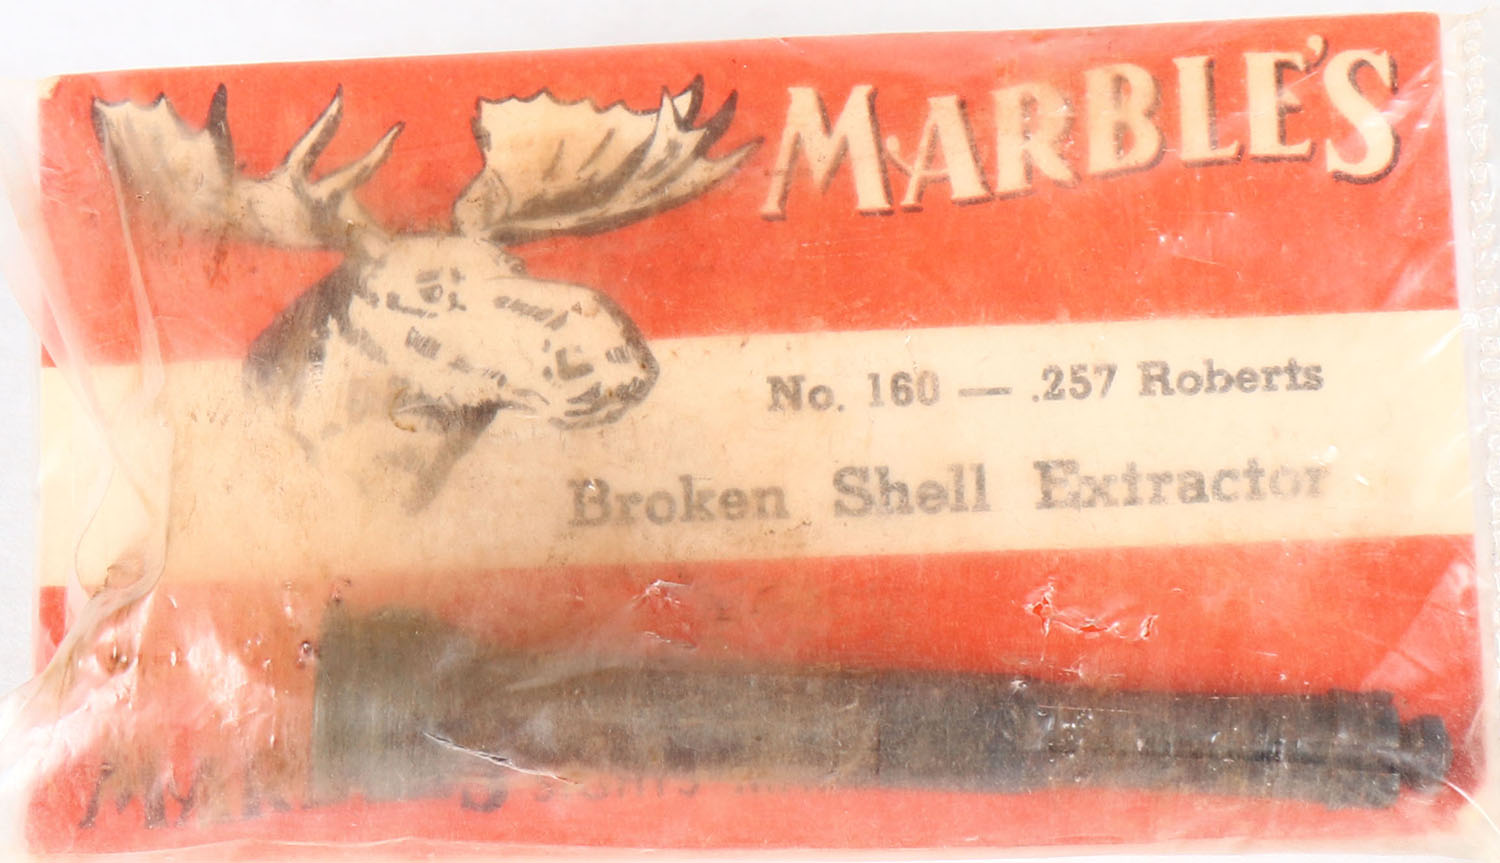 MARBLE'S
No. 160 — .257 Roberts
Broken Shell Extractor